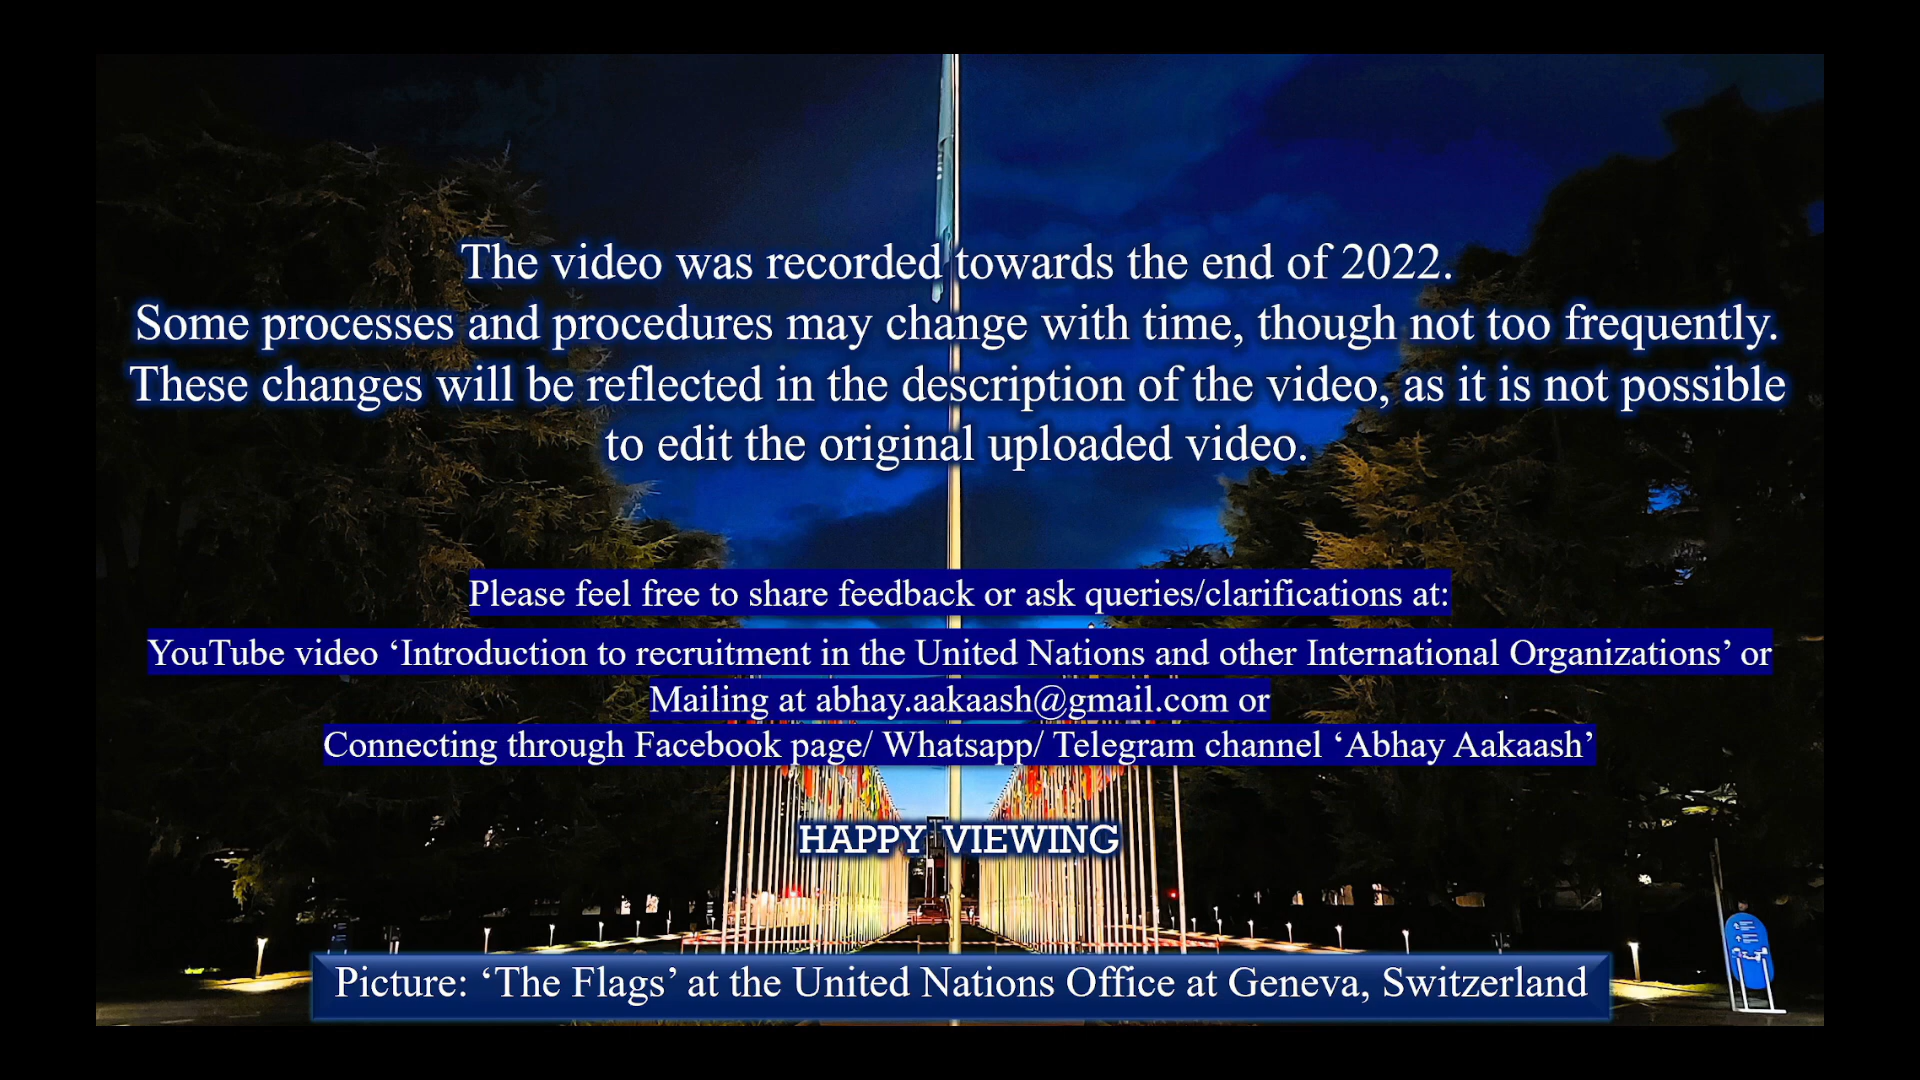 The video was recorded towards the end of 2022.
Some processes and procedures may change with time, though not too frequently.
These changes will be reflected in the description of the video, as it is not possible
to edit the original uploaded video.
Please feel free to share feedback or ask queries/clarifications at:
YouTube video ‘Introduction to recruitment in the United Nations and other International Organizations’ or
Mailing at abhay.aakaash@gmail.com or
Connecting through Facebook page/ Whatsapp/ Telegram channel ‘Abhay Aakaash’
HAPPY VIEWING
Picture: ‘The Flags’ at the United Nations Office at Geneva, Switzerland